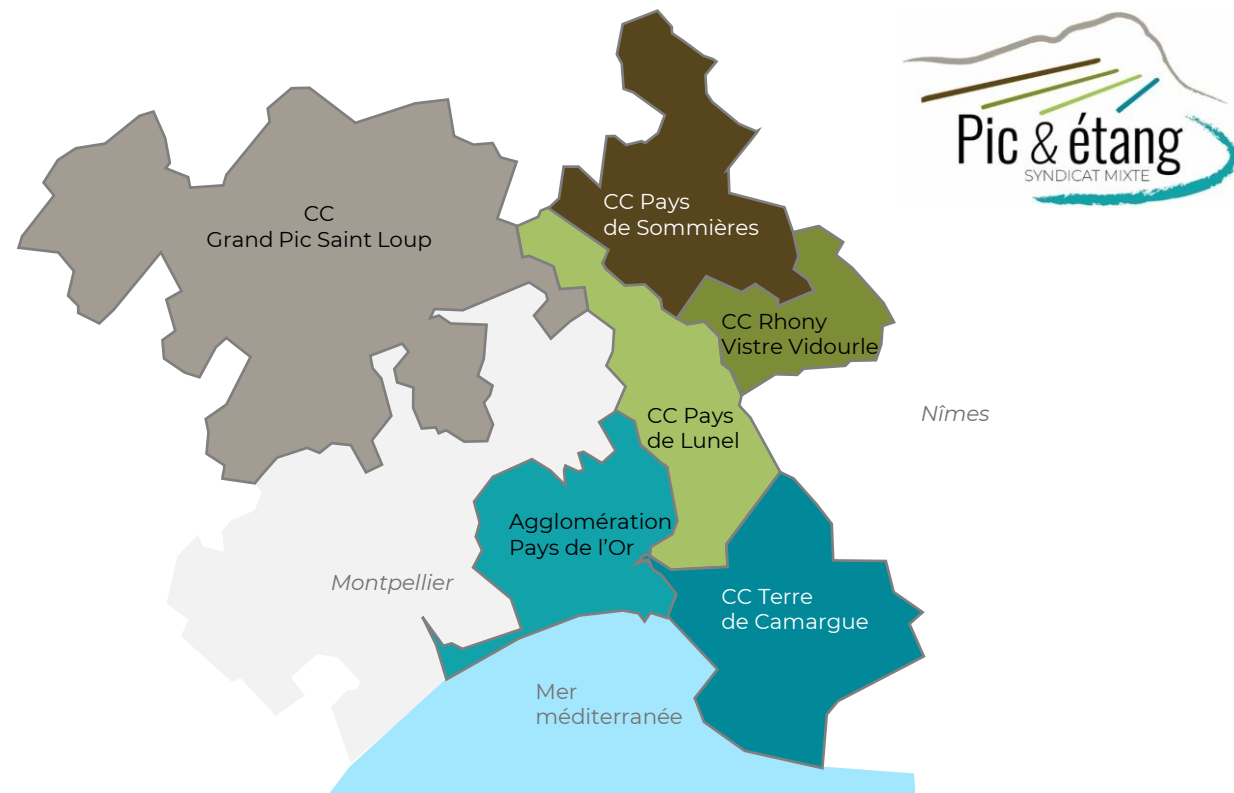 Pic & étang
SYNDICAT MIXTE
CC
Grand Pic Saint Loup
CC Pays
de Sommières
CC Rhony
Vistre Vidourle
Nîmes
CC Pays
de Lunel
Agglomération
Pays de l’Or
Montpellier
CC Terre
de Camargue
Mer
méditerranée